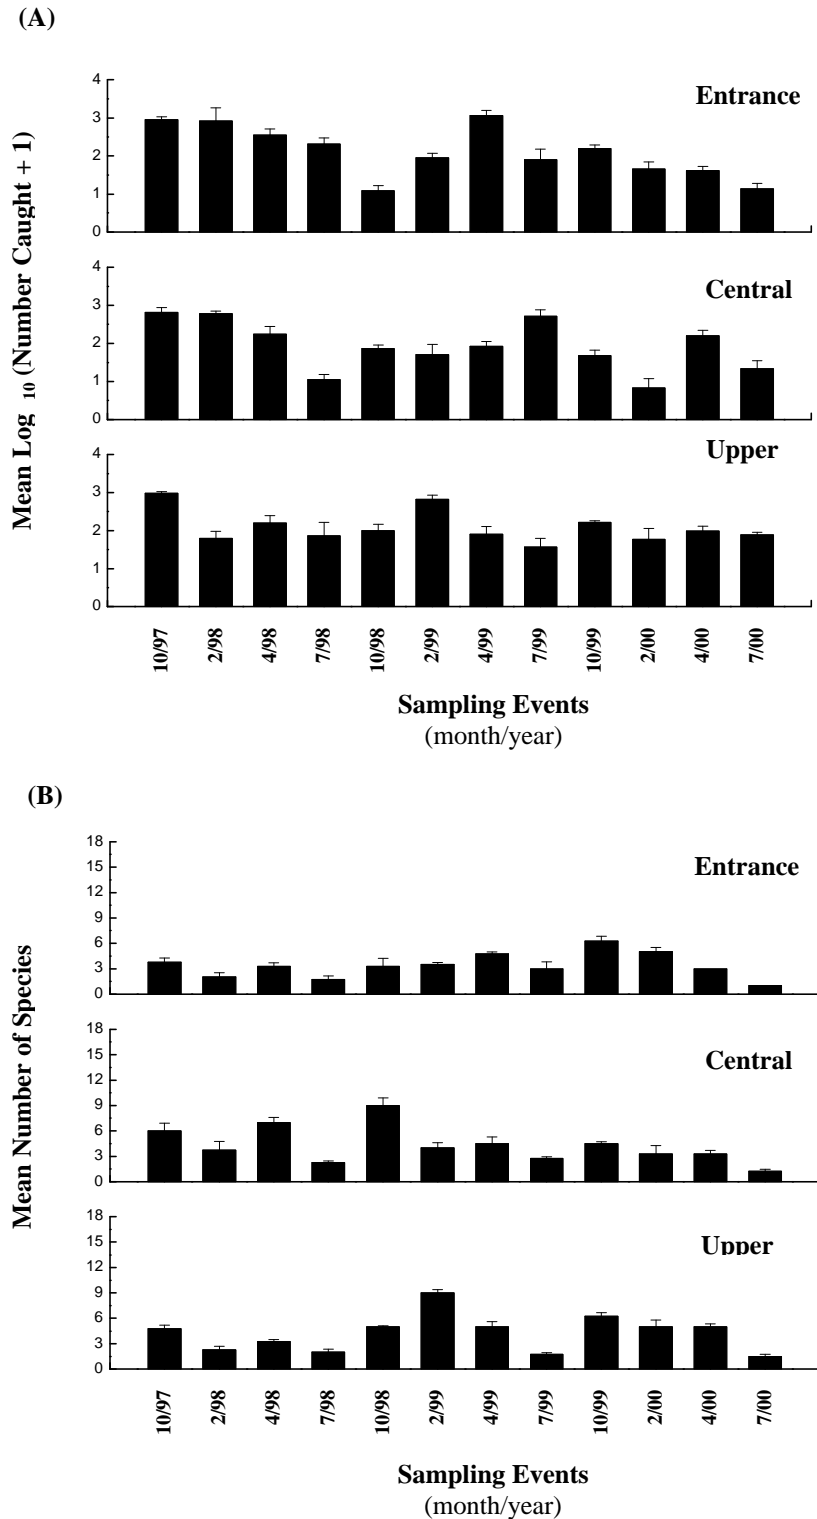 (A)
Mean Log 10 (Number Caught + 1)
Entrance
4
3
2
1
0
Central
4
3
2
1
0
Upper
4
3
2
1
0
10/97 2/98 4/98 7/98 10/98 2/99 4/99 7/99 10/99 2/00 4/00 7/00
Sampling Events
(month/year)
(B)
Mean Number of Species
Entrance
18
15
12
9
6
3
0
Central
18
15
12
9
6
3
0
Upper
18
15
12
9
6
3
0
10/97 2/98 4/98 7/98 10/98 2/99 4/99 7/99 10/99 2/00 4/00 7/00
Sampling Events
(month/year)